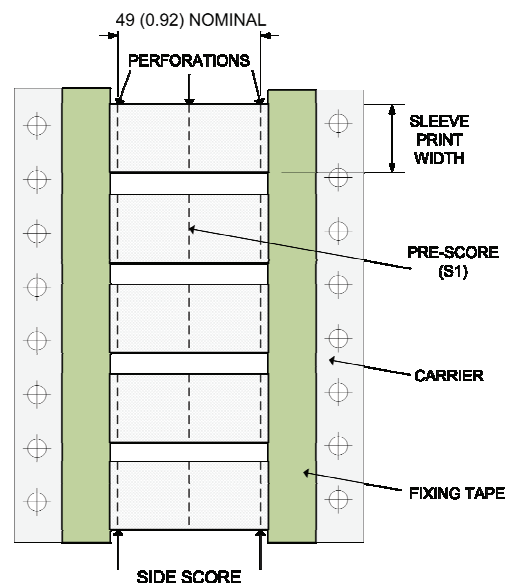 49 (0.92) NOMINAL
PERFORATIONS
SLEEVE
PRINT
WIDTH
PRE-SCORE
(S1)
CARRIER
FIXING TAPE
SIDE SCORE